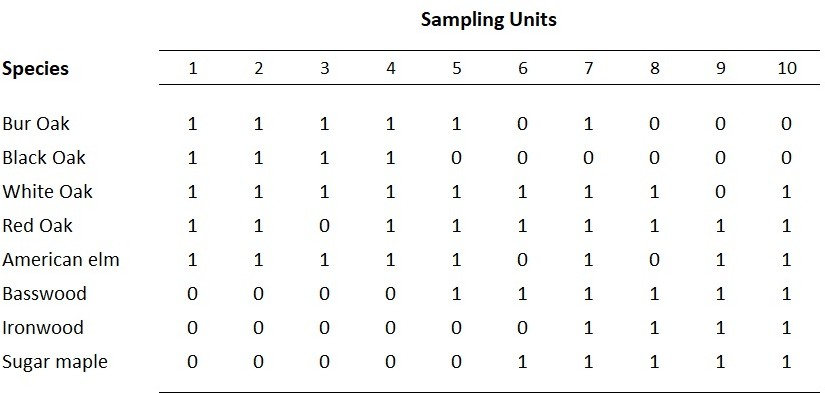 Sampling Units
Species 1 2 3 4 5 6 7 8 9 10
Bur Oak 1 1 1 1 1 0 1 0 0 0
Black Oak 1 1 1 1 0 0 0 0 0 0
White Oak 1 1 1 1 1 1 1 1 0 1
Red Oak 1 1 0 1 1 1 1 1 1 1
American elm 1 1 1 1 1 0 1 0 1 1
Basswood 0 0 0 0 1 1 1 1 1 1
Ironwood 0 0 0 0 0 0 1 1 1 1
Sugar maple 0 0 0 0 0 1 1 1 1 1